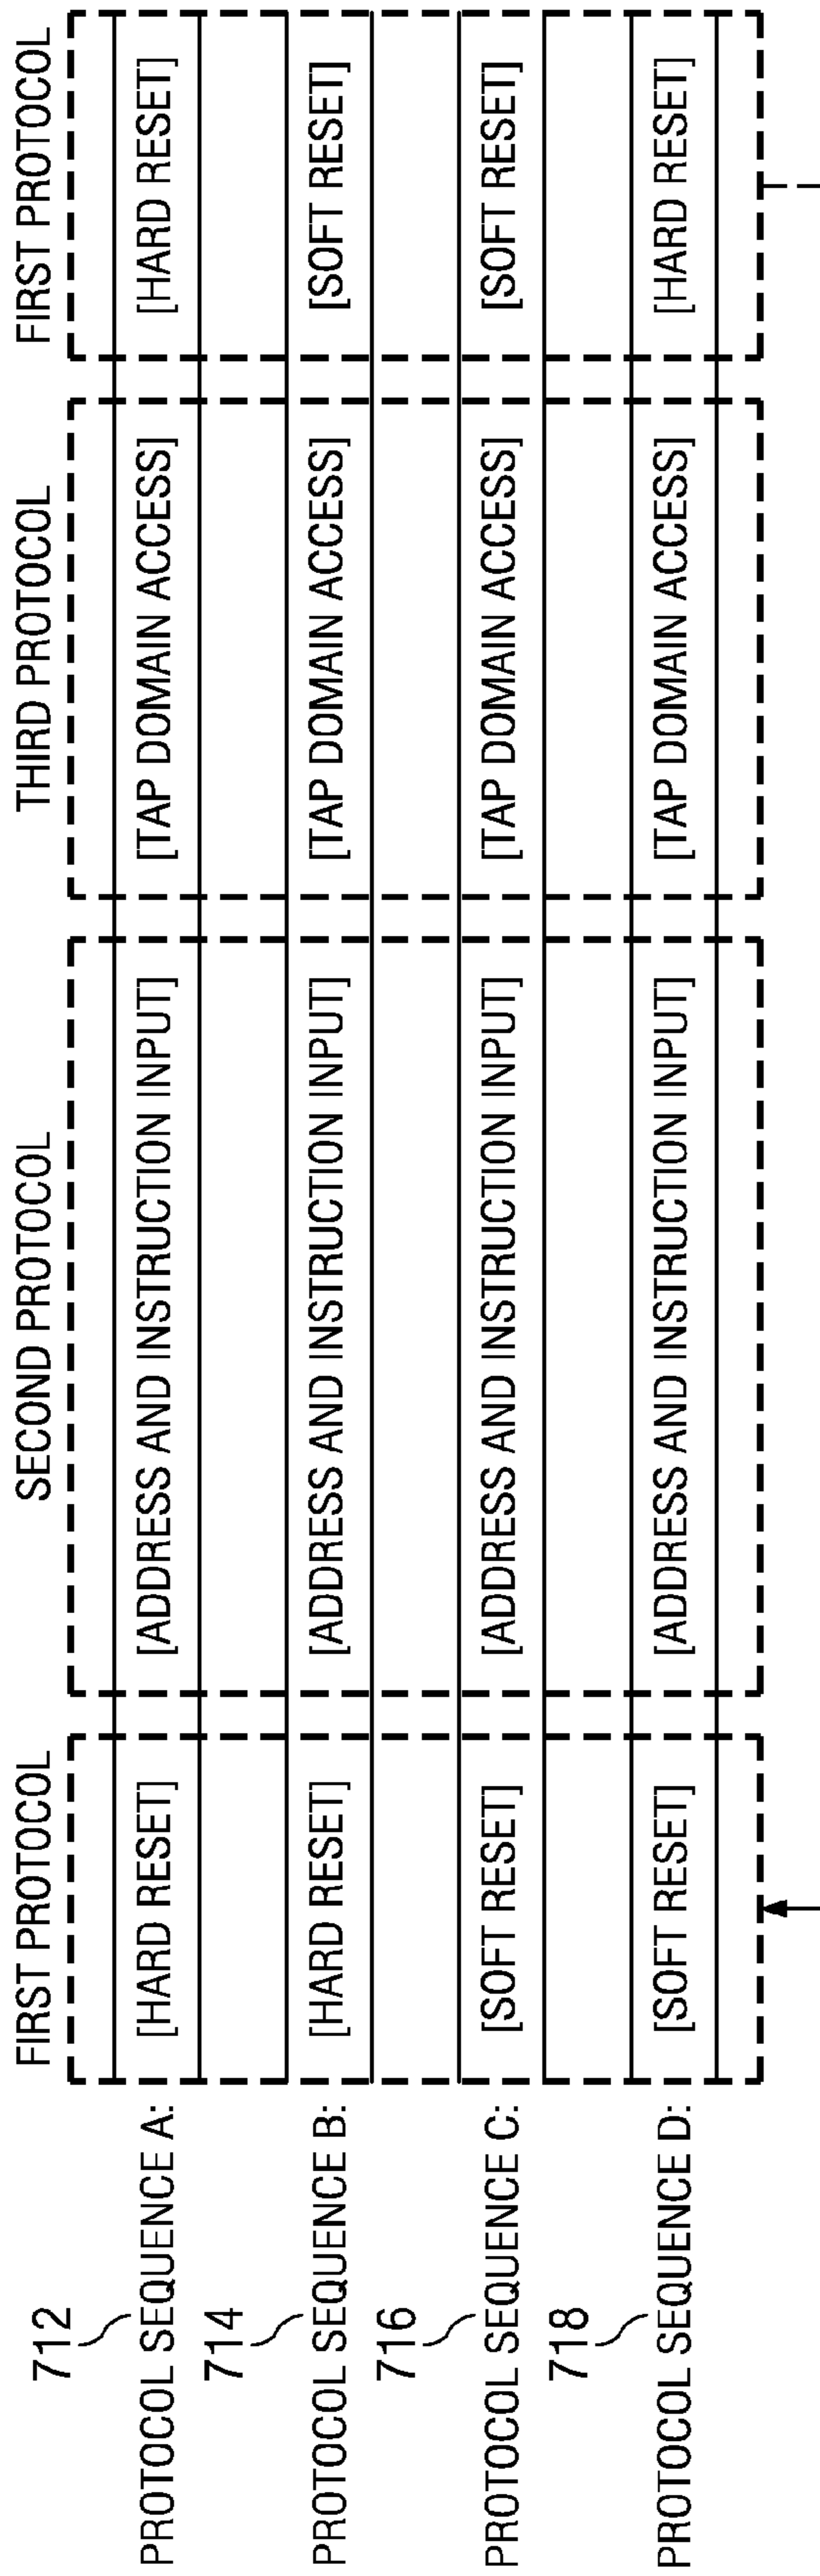 FIRST PROTOCOL SECOND PROTOCOL THIRD PROTOCOL FIRST PROTOCOL
712
PROTOCOL SEQUENCE A: [HARD RESET] [ADDRESS AND INSTRUCTION INPUT] [TAP DOMAIN ACCESS] [HARD RESET]
714
PROTOCOL SEQUENCE B: [HARD RESET] [ADDRESS AND INSTRUCTION INPUT] [TAP DOMAIN ACCESS] [SOFT RESET]
716
PROTOCOL SEQUENCE C: [SOFT RESET] [ADDRESS AND INSTRUCTION INPUT] [TAP DOMAIN ACCESS] [SOFT RESET]
718
PROTOCOL SEQUENCE D: [SOFT RESET] [ADDRESS AND INSTRUCTION INPUT] [TAP DOMAIN ACCESS] [HARD RESET]